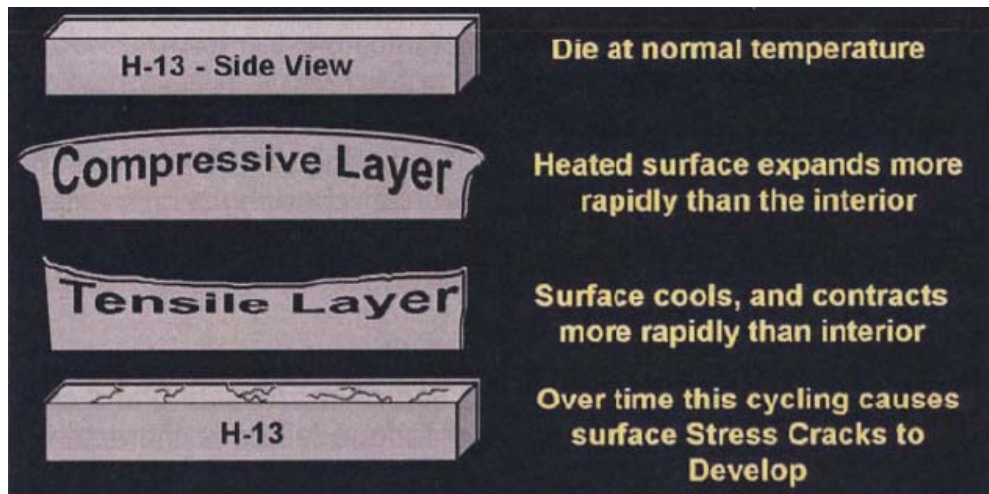 H-13 - Side View
Die at normal temperature
Compressive Layer
Heated surface expands more
rapidly than the interior
Tensile Layer
Surface cools, and contracts
more rapidly than interior
H-13
Over time this cycling causes
surface Stress Cracks to
Develop